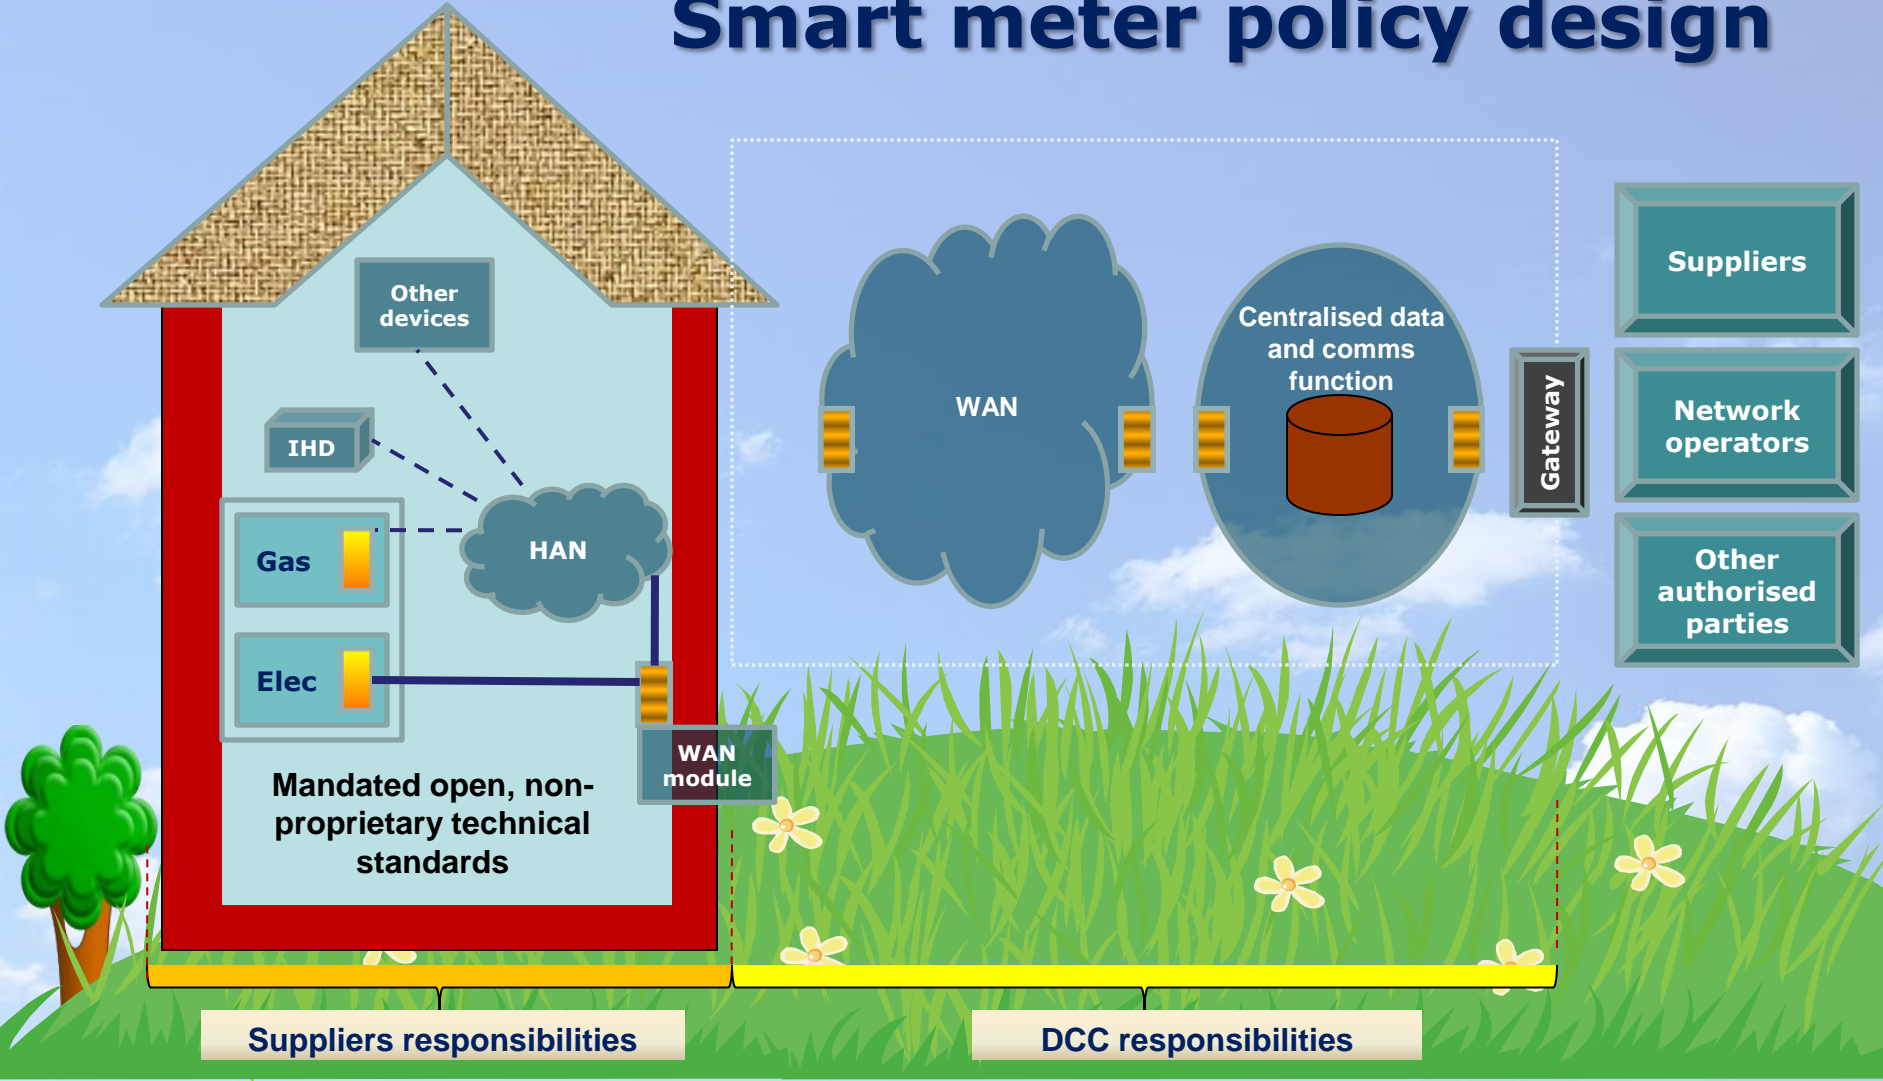 Smart meter policy design
Other
devices
IHD
Gas
HAN
Elec
WAN
module
Mandated open, non-
proprietary technical
standards
WAN
Centralised data
and comms
function
Gateway
Suppliers
Network
operators
Other
authorised
parties
Suppliers responsibilities
DCC responsibilities